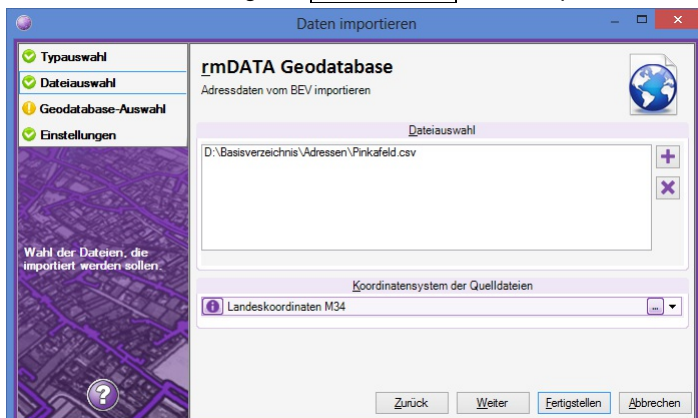 Daten importieren
Typauswahl
Dateiauswahl
Geodatabase-Auswahl
Einstellungen
Wahl der Dateien, die
importiert werden sollen.
rmDATA Geodatabase
Adressdaten vom BEV importieren
Dateiauswahl
D:\Basisverzeichnis\Adressen\Pinkafeld.csv
Koordinatensystem der Quelldateien
Landeskoordinaten M34
Zurück
Weiter
Fertigstellen
Abbrechen